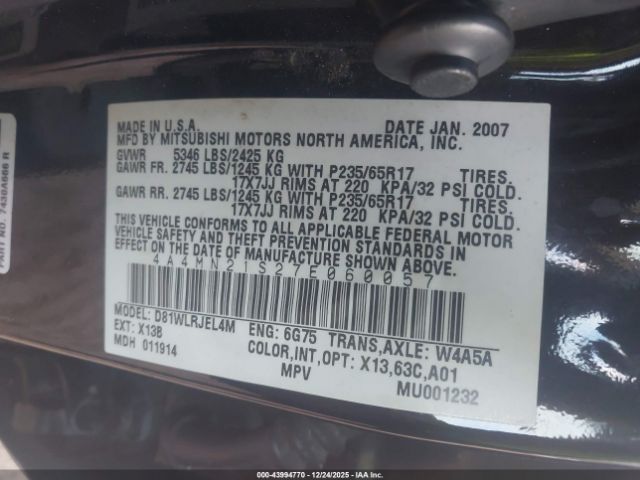 MADE IN U.S.A. DATE JAN. 2007
MFD BY MITSUBISHI MOTORS NORTH AMERICA, INC.
GVWR 5346 LBS/2425 KG
GAWR FR. 2745 LBS/1245 KG WITH P235/65R17 TIRES,
17X7JJ RIMS AT 220 KPA/32 PSI COLD.
GAWR RR. 2745 LBS/1245 KG WITH P235/65R17 TIRES,
17X7JJ RIMS AT 220 KPA/32 PSI COLD.
THIS VEHICLE CONFORMS TO ALL APPLICABLE FEDERAL MOTOR
VEHICLE SAFETY AND THEFT PREVENTION STANDARDS IN
EFFECT ON THE DATE OF MANUFACTURE SHOWN ABOVE.
4A4MN21S27E060057
MODEL: D81WLRJEL4M ENG: 6G75 TRANS,AXLE: W4A5A
EXT: X13B COLOR,INT,OPT: X13,63C,A01
MDH 011914 MPV MU001232
PART NO. 7430A666 R
000-43994770 - 12/24/2025 - IAAI.COM